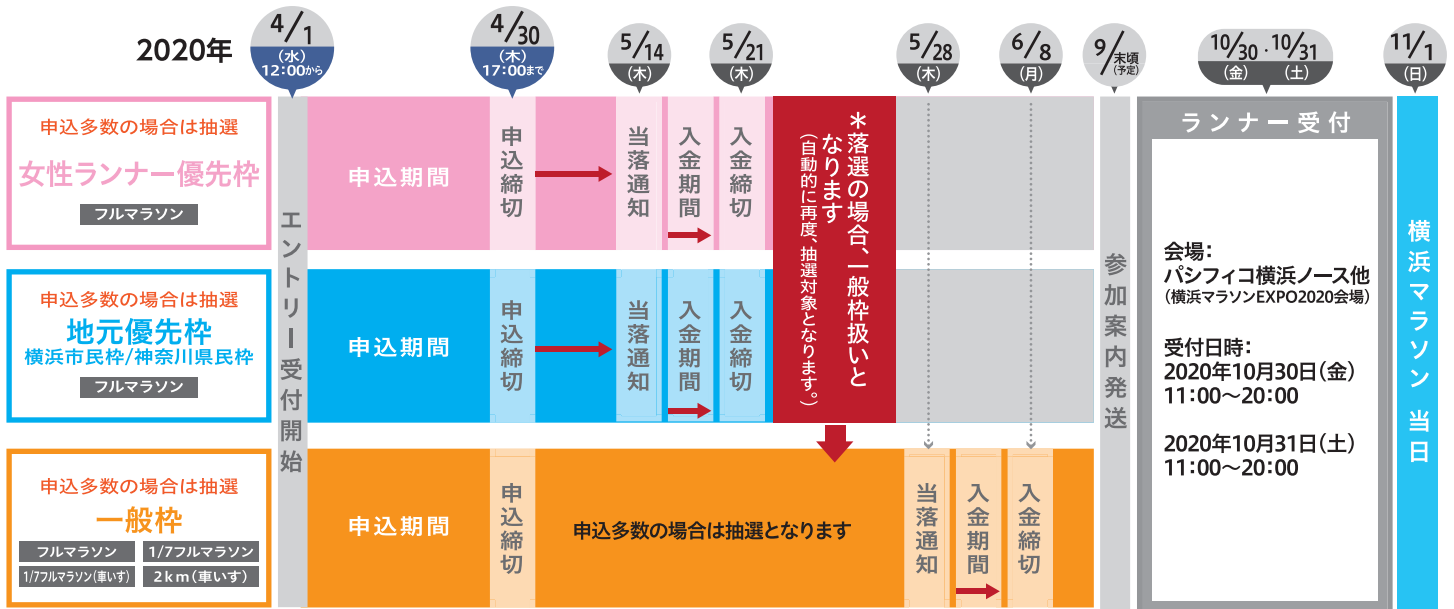 2020年
4/1
(水)
12:00から
4/30
(木)
17:00まで
5/14
(木)
5/21
(木)
5/28
(木)
6/8
(月)
9/末頃
(予定)
10/30・10/31
(金) (土)
11/1
(日)
申込多数の場合は抽選
女性ランナー優先枠
フルマラソン
申込多数の場合は抽選
地元優先枠
横浜市民枠/神奈川県民枠
フルマラソン
申込多数の場合は抽選
一般枠
フルマラソン
1/7フルマラソン
1/7フルマラソン(車いす)
2km(車いす)
エントリー受付開始
申込期間
申込締切
当落通知
入金期間
入金締切
申込期間
申込締切
当落通知
入金期間
入金締切
*落選の場合、一般枠扱いと
なります
(自動的に再度、抽選対象となります。)
申込期間
申込締切
申込多数の場合は抽選となります
当落通知
入金期間
入金締切
参加案内発送
ランナー受付
会場:
パシフィコ横浜ノース他
(横浜マラソンEXPO2020会場)
受付日時:
2020年10月30日(金)
11:00〜20:00
2020年10月31日(土)
11:00〜20:00
横浜マラソン 当日